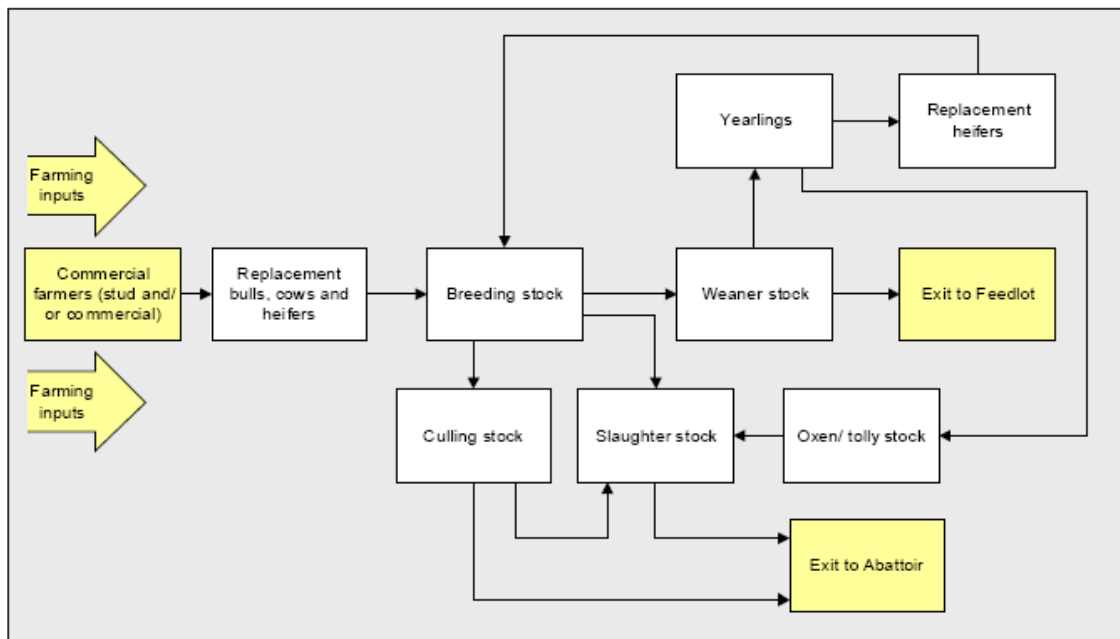 Yearlings
Replacement
heifers
Farming
inputs
Commercial
farmers (stud and/
or commercial)
Replacement
bulls, cows and
heifers
Breeding stock
Weaner stock
Exit to Feedlot
Farming
inputs
Culling stock
Slaughter stock
Oxen/ tolly stock
Exit to Abattoir